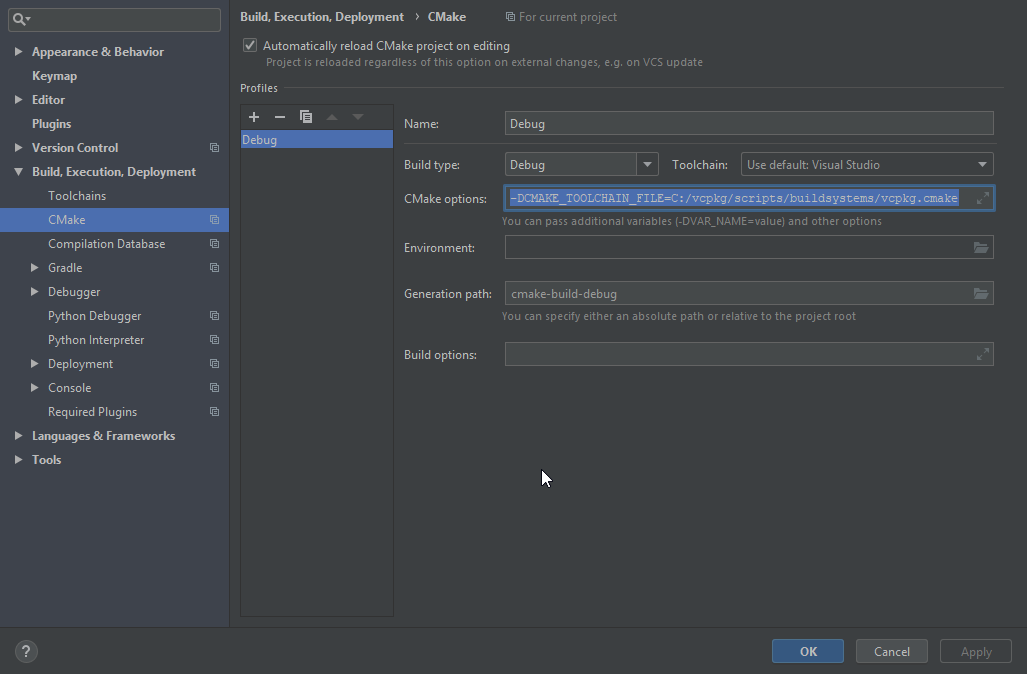 Build, Execution, Deployment › CMake For current project
Appearance & Behavior
Keymap
Editor
Plugins
Version Control
Build, Execution, Deployment
Toolchains
CMake
Compilation Database
Gradle
Debugger
Python Debugger
Python Interpreter
Deployment
Console
Required Plugins
Languages & Frameworks
Tools
Automatically reload CMake project on editing
Project is reloaded regardless of this option on external changes, e.g. on VCS update
Profiles
Debug
Name: Debug
Build type: Debug Toolchain: Use default: Visual Studio
CMake options: -DCMAKE_TOOLCHAIN_FILE=C:/vcpkg/scripts/buildsystems/vcpkg.cmake
You can pass additional variables (-DVAR_NAME=value) and other options
Environment:
Generation path: cmake-build-debug
You can specify either an absolute path or relative to the project root
Build options:
? OK Cancel Apply